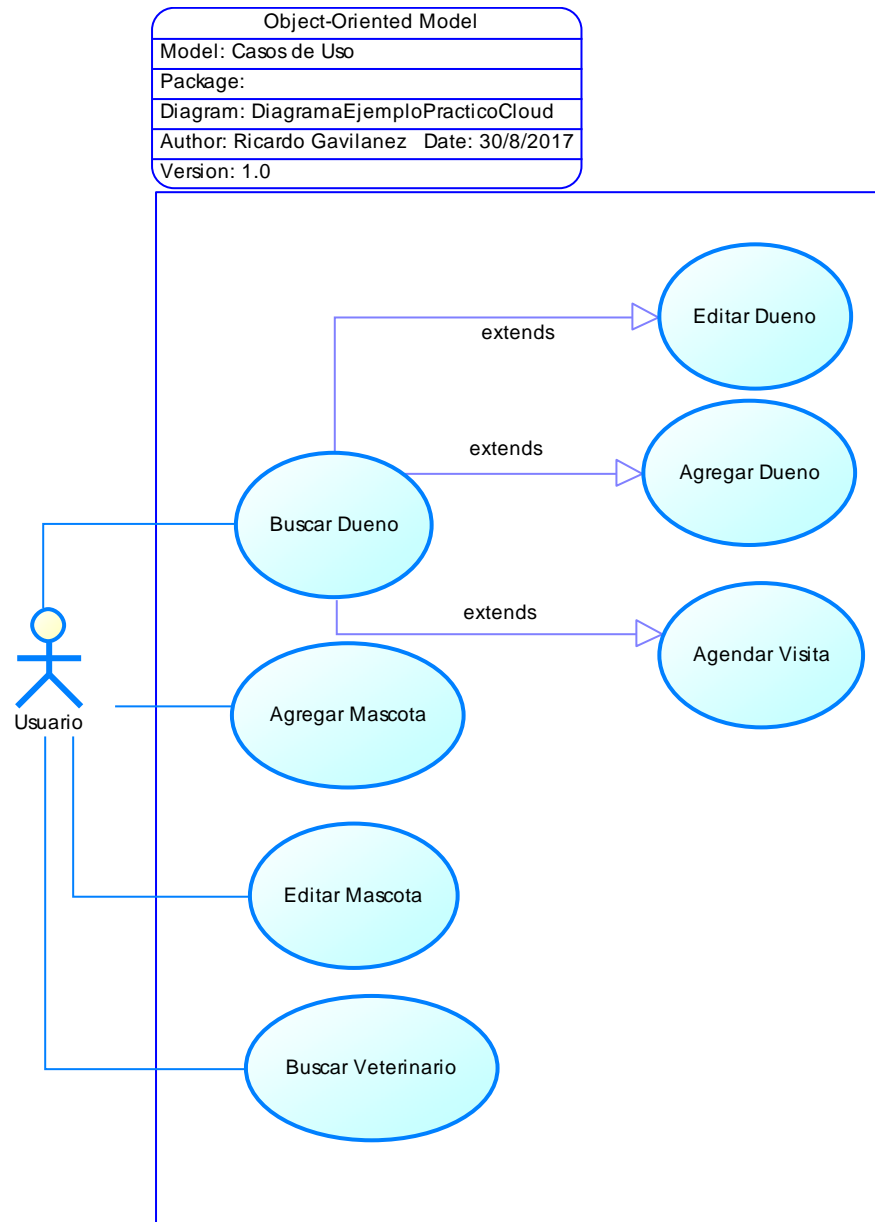 Object-Oriented Model
Model: Casos de Uso
Package:
Diagram: DiagramaEjemploPracticoCloud
Author: Ricardo Gavilanez Date: 30/8/2017
Version: 1.0
Editar Dueno
extends
Agregar Dueno
extends
Buscar Dueno
extends
Agendar Visita
Usuario
Agregar Mascota
Editar Mascota
Buscar Veterinario